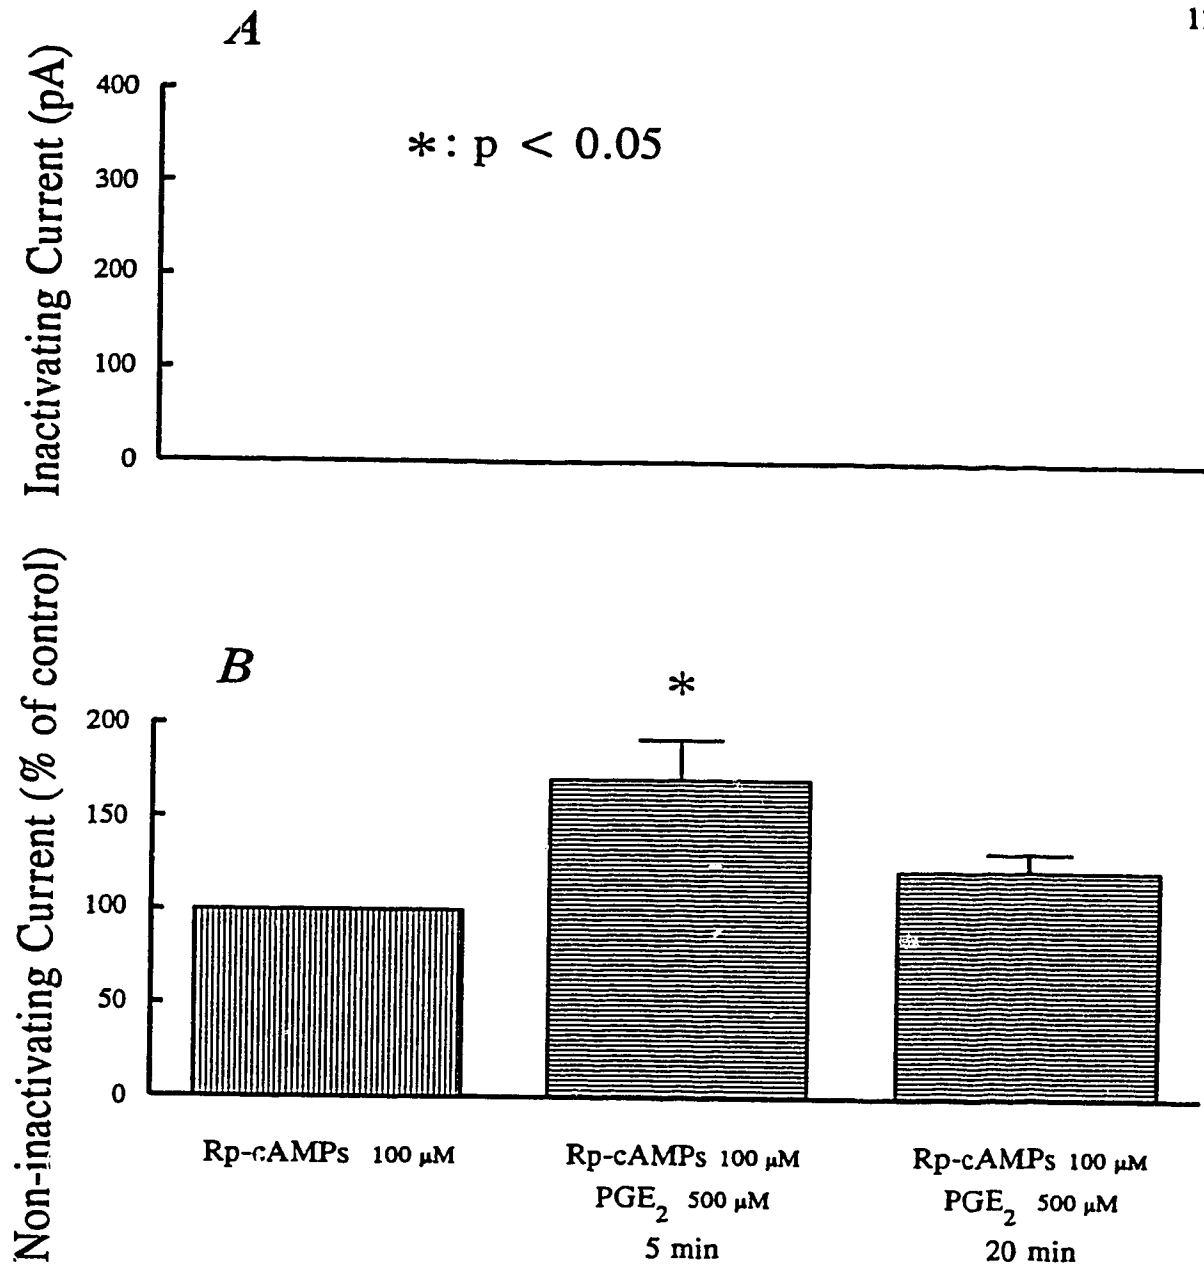 A
Inactivating Current (pA)
400
300
200
100
0
*: p < 0.05
B
Non-inactivating Current (% of control)
200
150
100
50
0
*
Rp-cAMPs 100 μM
Rp-cAMPs 100 μM
PGE2 500 μM
5 min
Rp-cAMPs 100 μM
PGE2 500 μM
20 min